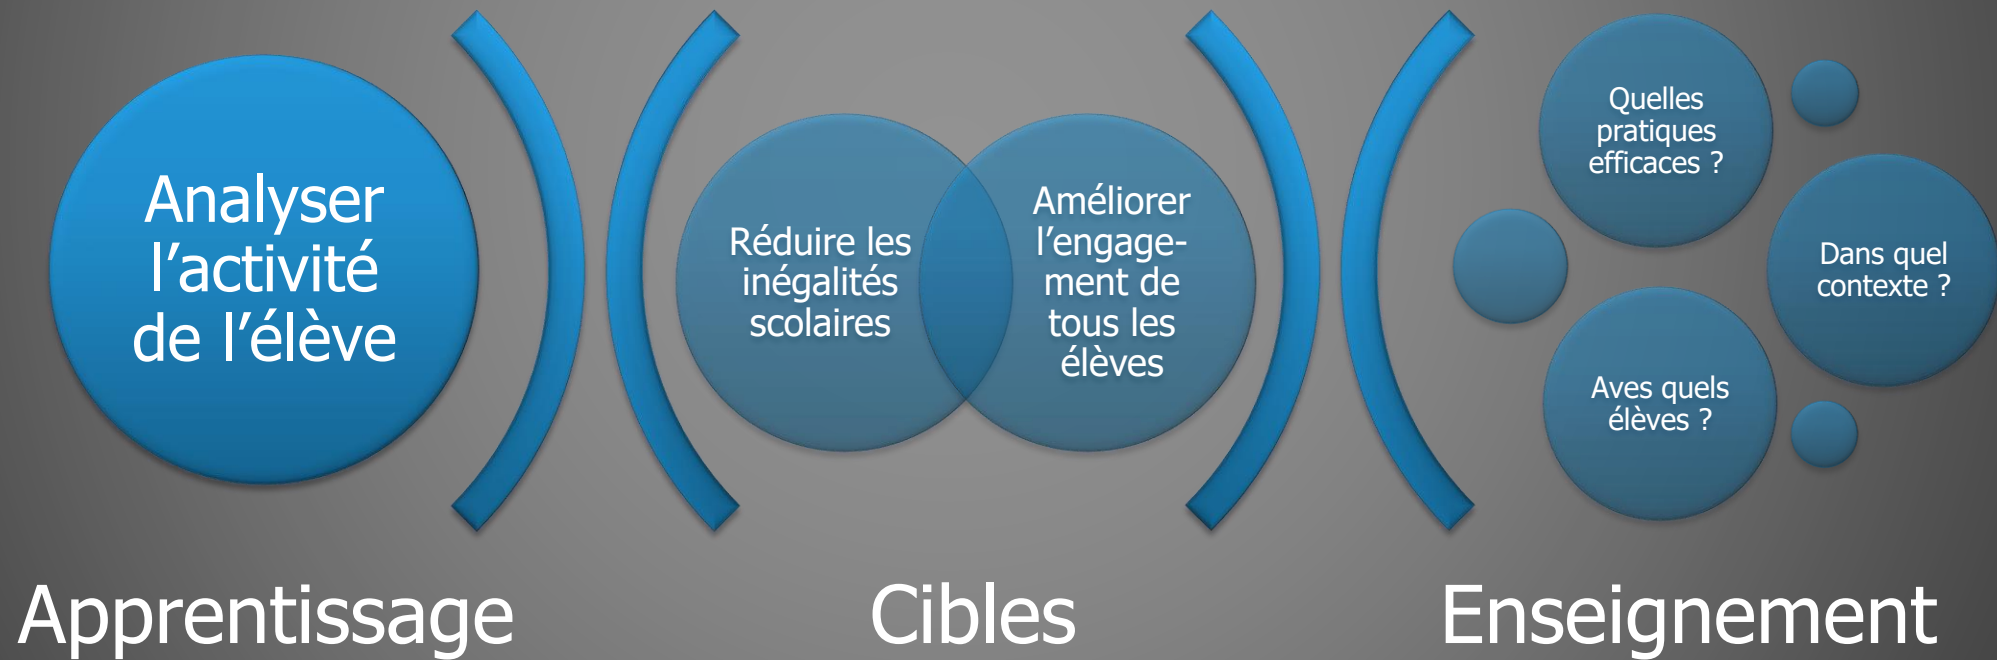 Analyser
l’activité
de l’élève
Réduire les
inégalités
scolaires
Améliorer
l’engage-
ment de
tous les
élèves
Quelles
pratiques
efficaces ?
Dans quel
contexte ?
Aves quels
élèves ?
Apprentissage
Cibles
Enseignement